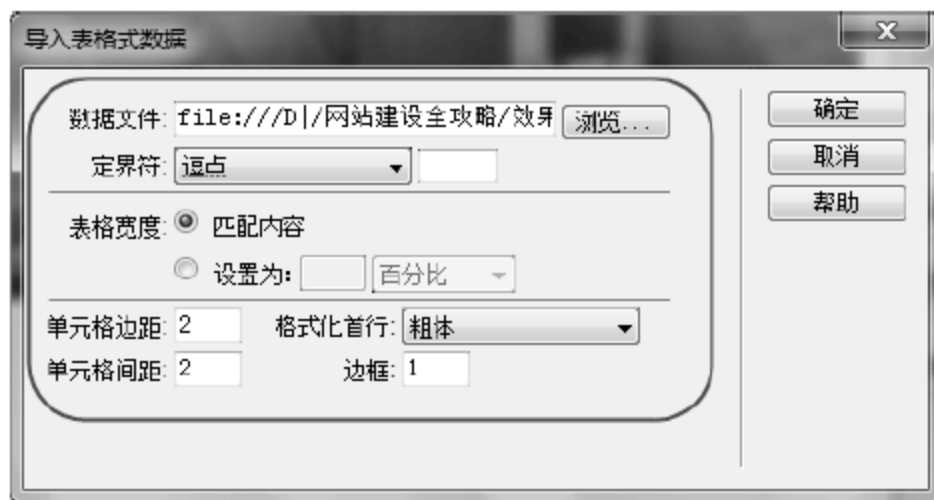 导入表格式数据
数据文件: file:///D|/网站建设全攻略/效果 浏览...
确定
定界符: 逗点
取消
表格宽度: 匹配内容
帮助
设置为: 百分比
单元格边距: 2 格式化首行: 粗体
单元格间距: 2 边框: 1